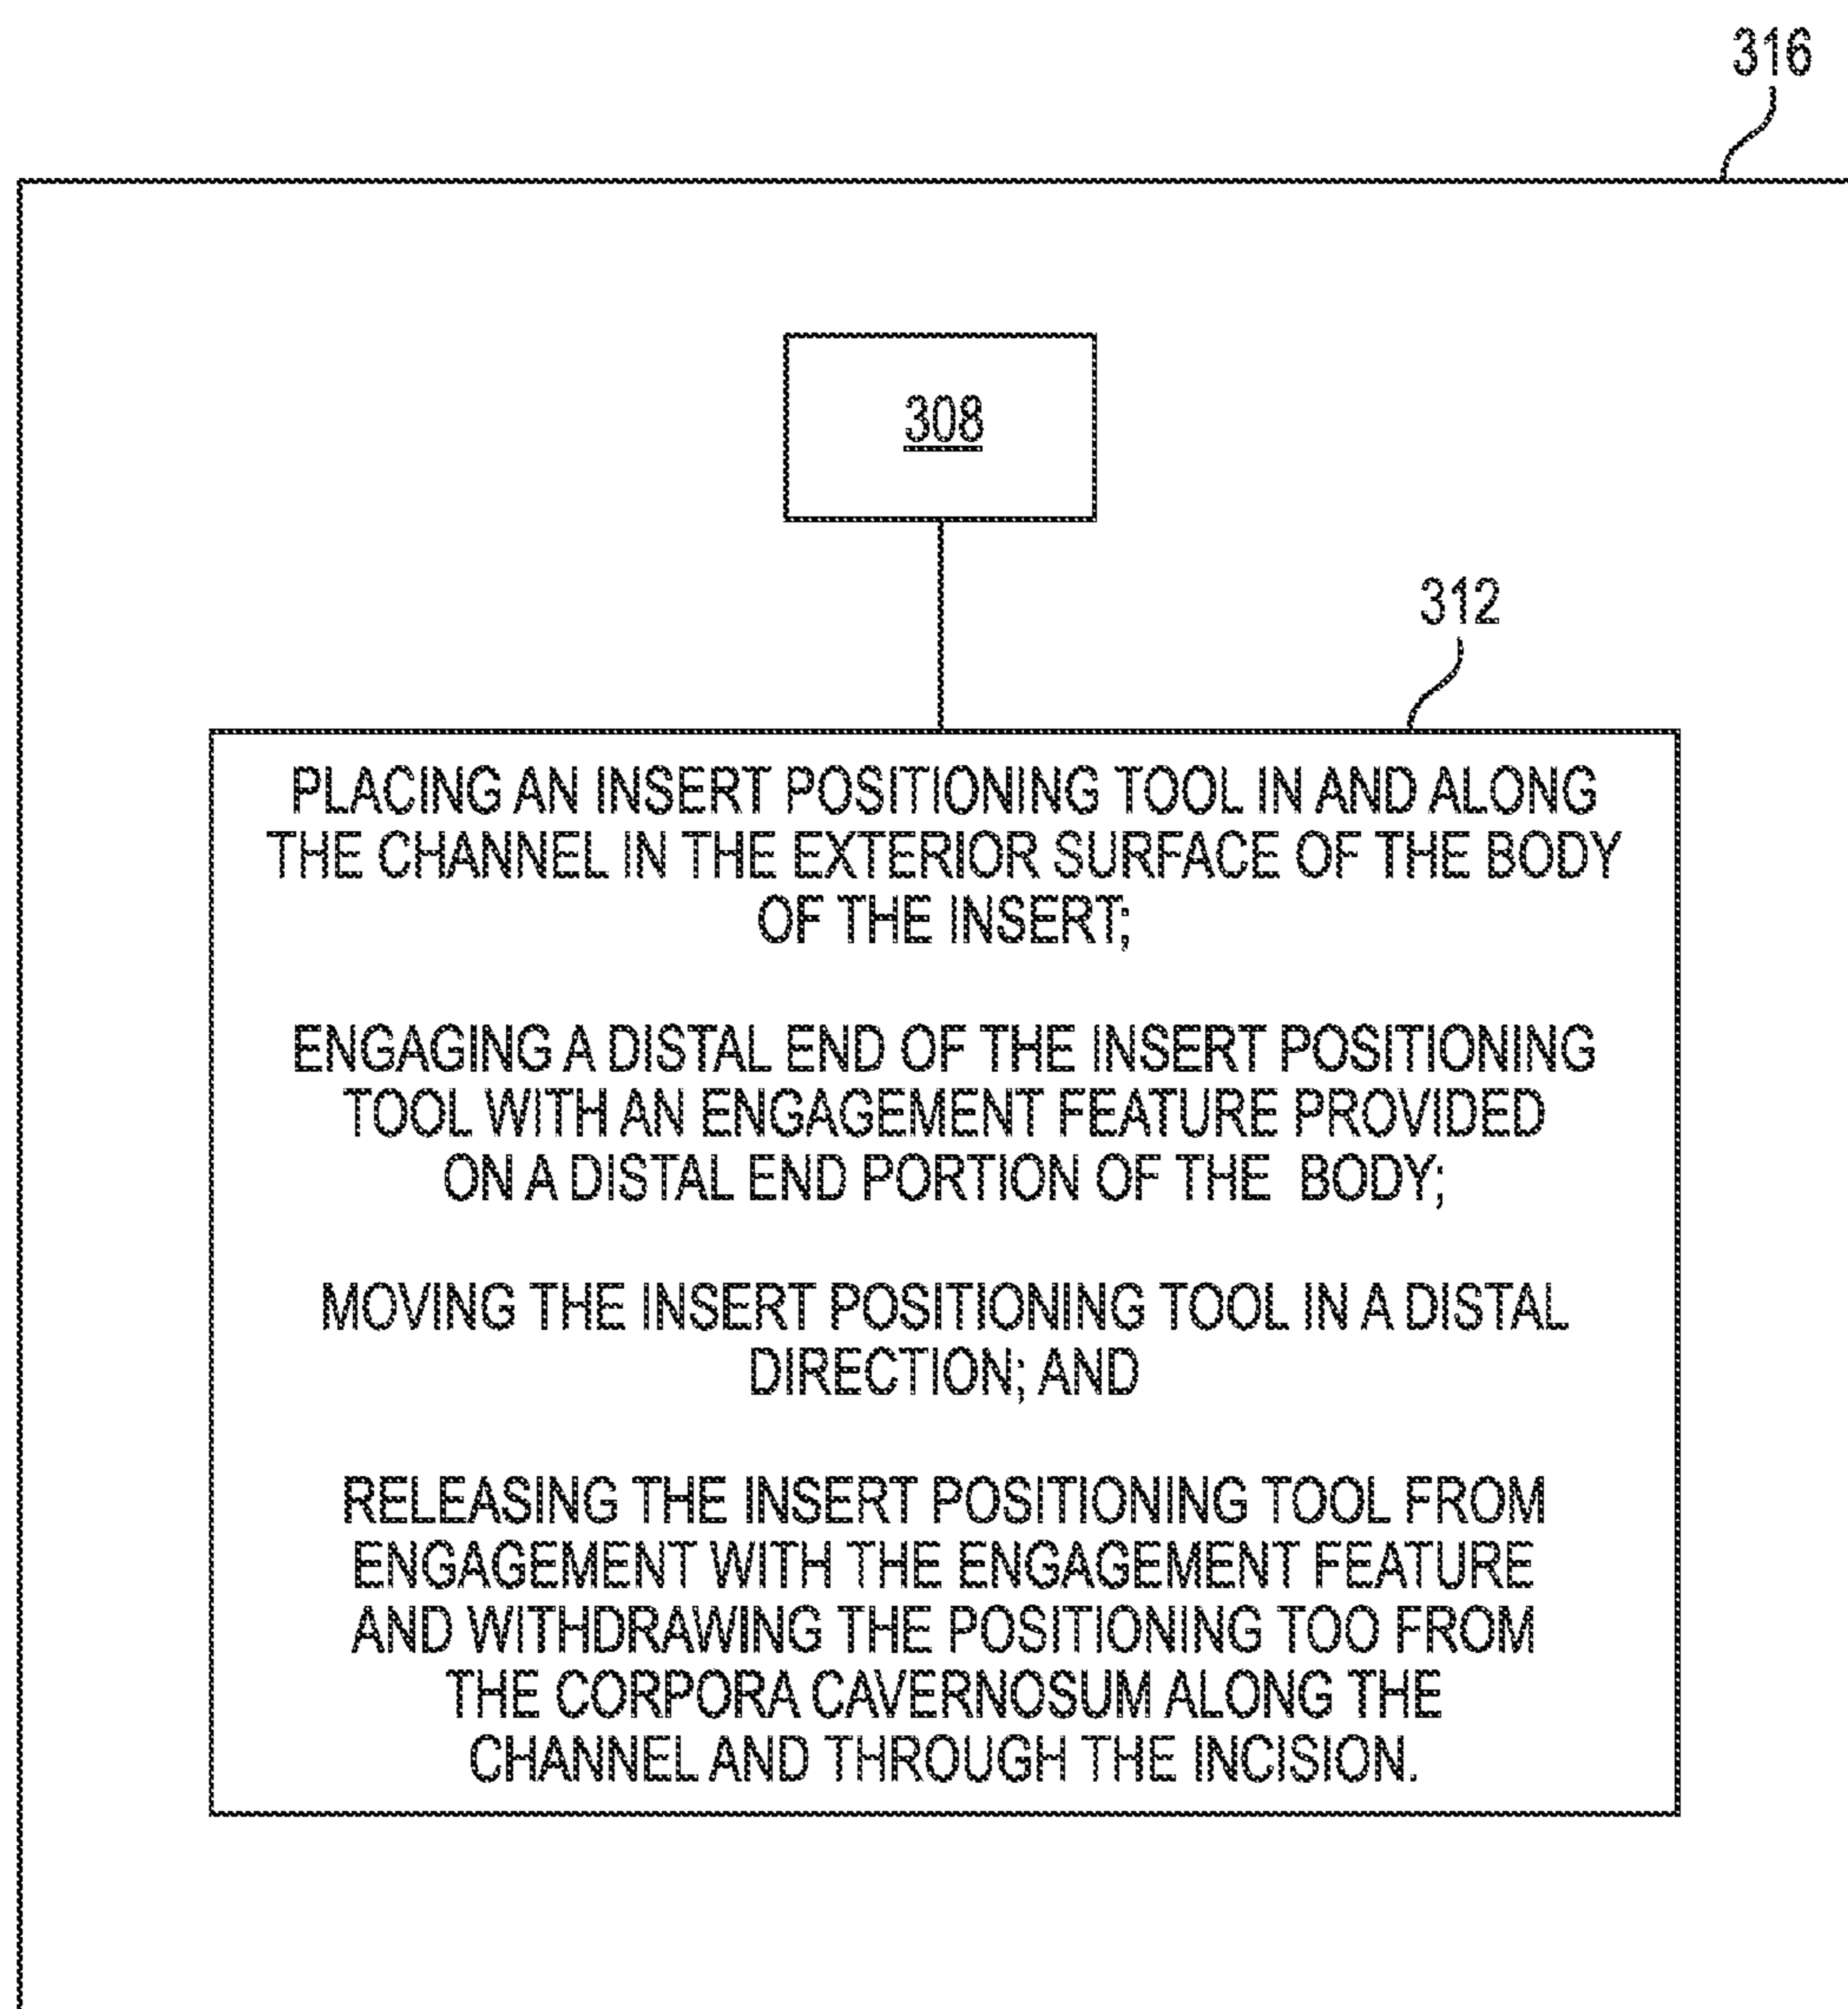 316
308
312
PLACING AN INSERT POSITIONING TOOL IN AND ALONG
THE CHANNEL IN THE EXTERIOR SURFACE OF THE BODY
OF THE INSERT;
ENGAGING A DISTAL END OF THE INSERT POSITIONING
TOOL WITH AN ENGAGEMENT FEATURE PROVIDED
ON A DISTAL END PORTION OF THE BODY;
MOVING THE INSERT POSITIONING TOOL IN A DISTAL
DIRECTION; AND
RELEASING THE INSERT POSITIONING TOOL FROM
ENGAGEMENT WITH THE ENGAGEMENT FEATURE
AND WITHDRAWING THE POSITIONING TOO FROM
THE CORPORA CAVERNOSUM ALONG THE
CHANNEL AND THROUGH THE INCISION.